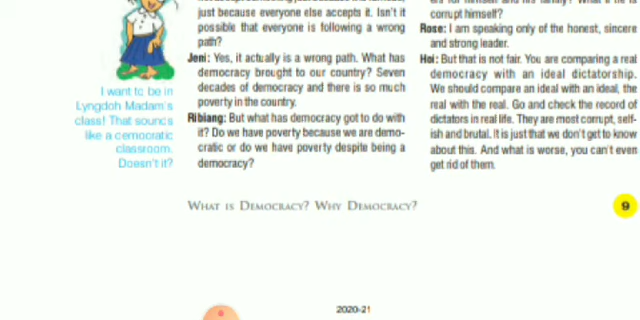 just because everyone else accepts it. Isn't it
possible that everyone is following a wrong
path?
Jeni: Yes, it actually is a wrong path. What has
democracy brought to our country? Seven
decades of democracy and there is so much
poverty in the country.
Ribiang: But what has democracy got to do with
it? Do we have poverty because we are demo-
cratic or do we have poverty despite being a
democracy?
corrupt himself?
Rose: I am speaking only of the honest, sincere
and strong leader.
Hoi: But that is not fair. You are comparing a real
democracy with an ideal dictatorship.
We should compare an ideal with an ideal, the
real with the real. Go and check the record of
dictators in real life. They are most corrupt, self-
ish and brutal. It is just that we don't get to know
about this. And what is worse, you can't even
get rid of them.
I want to be in
Lyngdoh Madam's
class! That sounds
like a democratic
classroom.
Doesn't it?
What is Democracy? Why Democracy?
9
2020-21